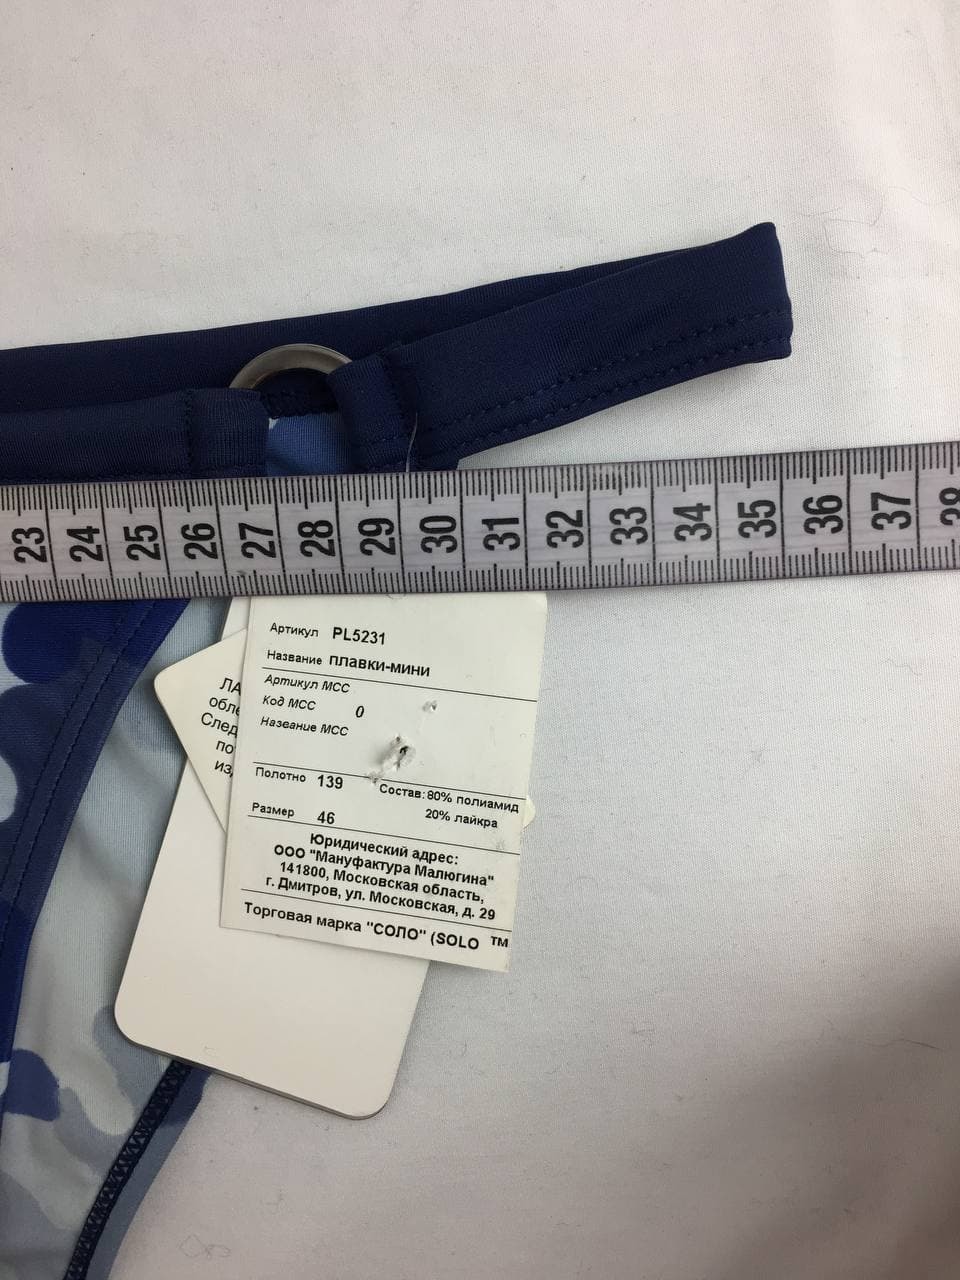 23 24 25 26 27 28 29 30 31 32 33 34 35 36 37 38
Артикул PL5231
Название плавки-мини
Артикул МСС
Код МСС 0
Название МСС
Полотно 139 Состав: 80% полиамид
20% лайкра
Размер 46
Юридический адрес:
ООО "Мануфактура Малюгина"
141800, Московская область,
г. Дмитров, ул. Московская, д. 29
Торговая марка "СОЛО" (SOLO ™